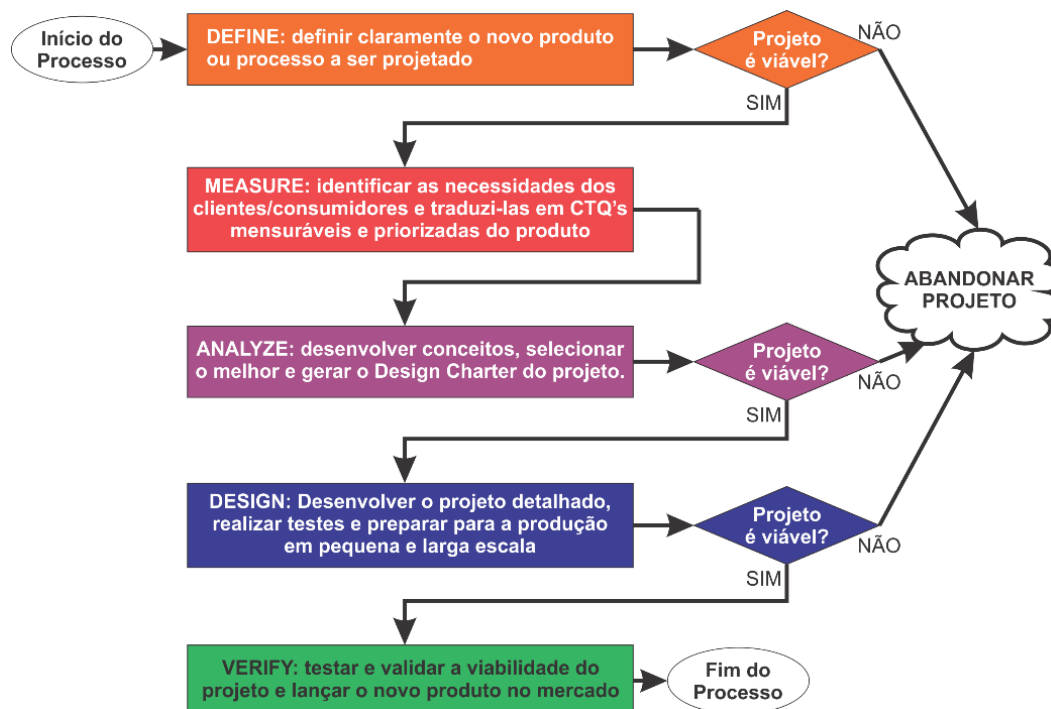 Início do
Processo
DEFINE: definir claramente o novo produto
ou processo a ser projetado
Projeto
é viável?
NÃO
SIM
MEASURE: identificar as necessidades dos
clientes/consumidores e traduzi-las em CTQ's
mensuráveis e priorizadas do produto
ABANDONAR
PROJETO
ANALYZE: desenvolver conceitos, selecionar
o melhor e gerar o Design Charter do projeto.
Projeto
é viável?
NÃO
SIM
DESIGN: Desenvolver o projeto detalhado,
realizar testes e preparar para a produção
em pequena e larga escala
Projeto
é viável?
NÃO
SIM
VERIFY: testar e validar a viabilidade do
projeto e lançar o novo produto no mercado
Fim do
Processo